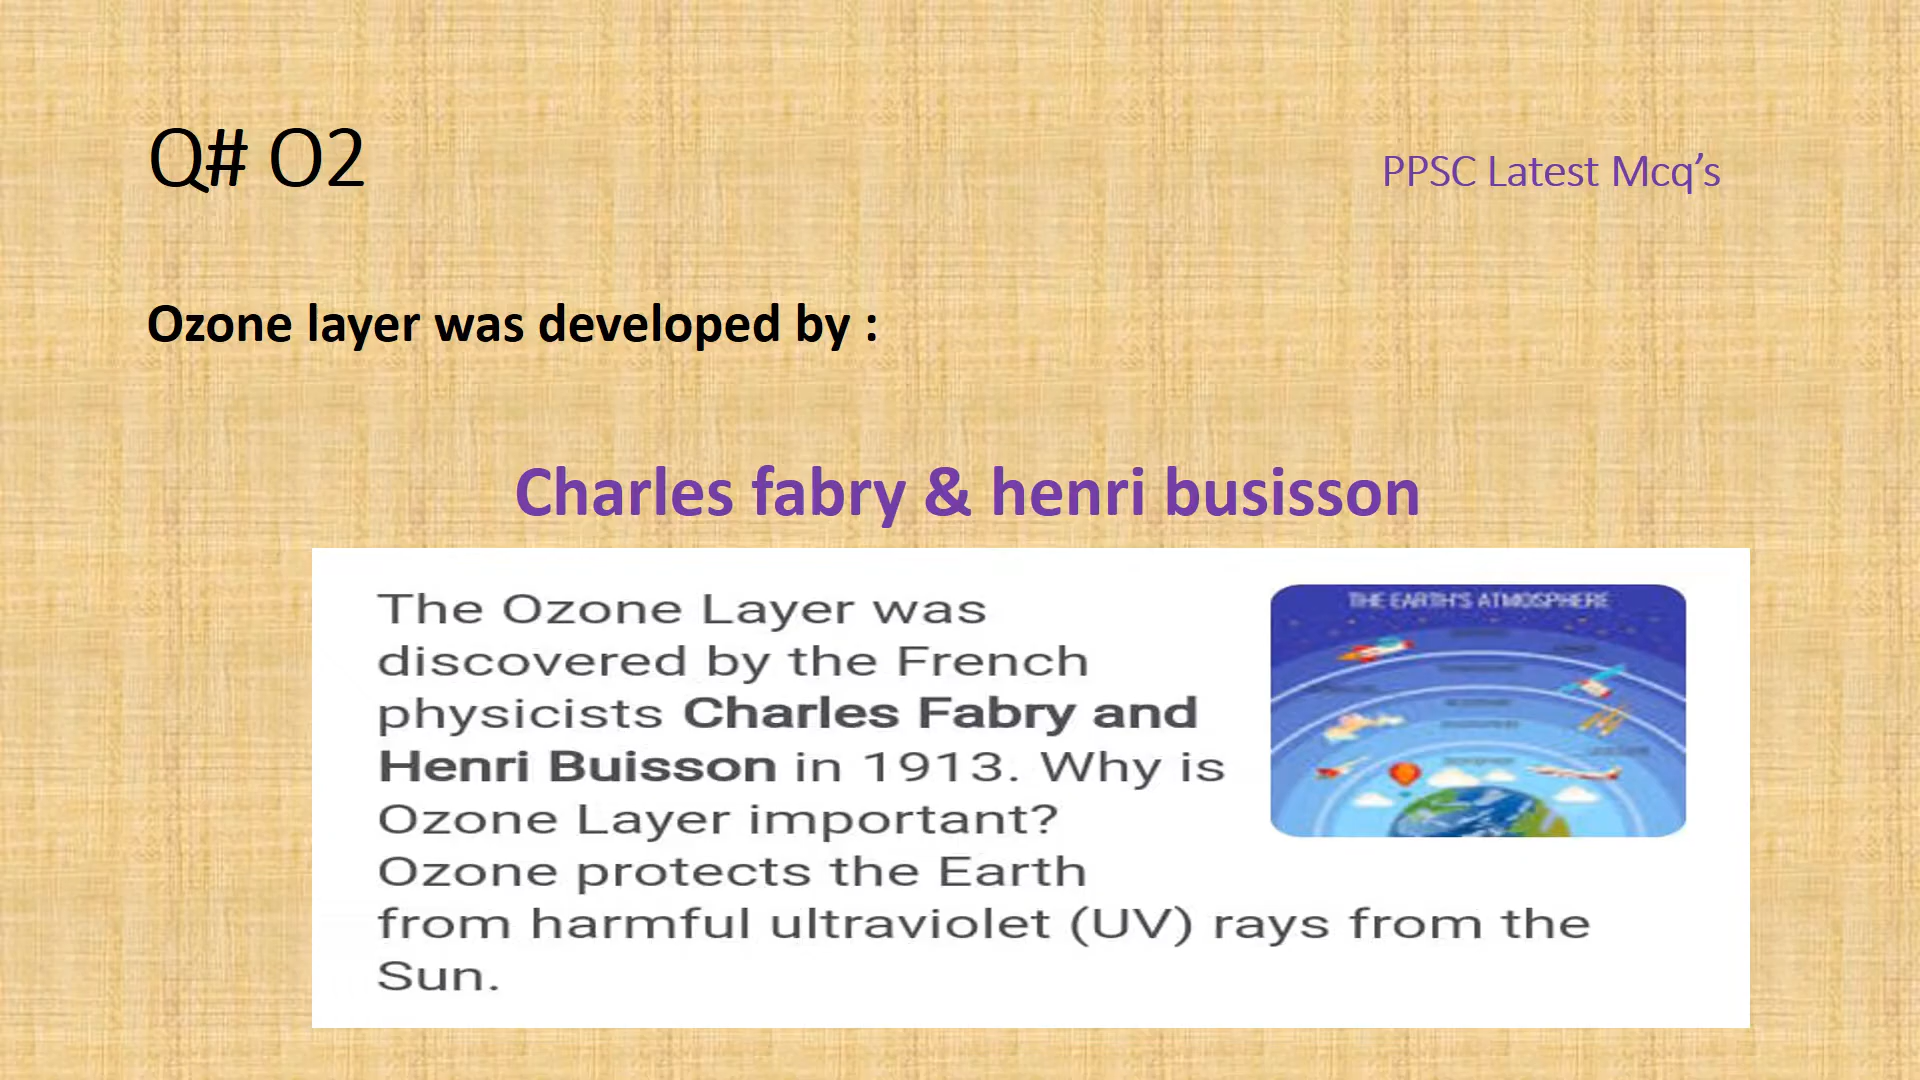 Q# O2
PPSC Latest Mcq’s
Ozone layer was developed by :
Charles fabry & henri busisson
The Ozone Layer was
discovered by the French
physicists Charles Fabry and
Henri Buisson in 1913. Why is
Ozone Layer important?
Ozone protects the Earth
from harmful ultraviolet (UV) rays from the
Sun.
THE EARTH'S ATMOSPHERE